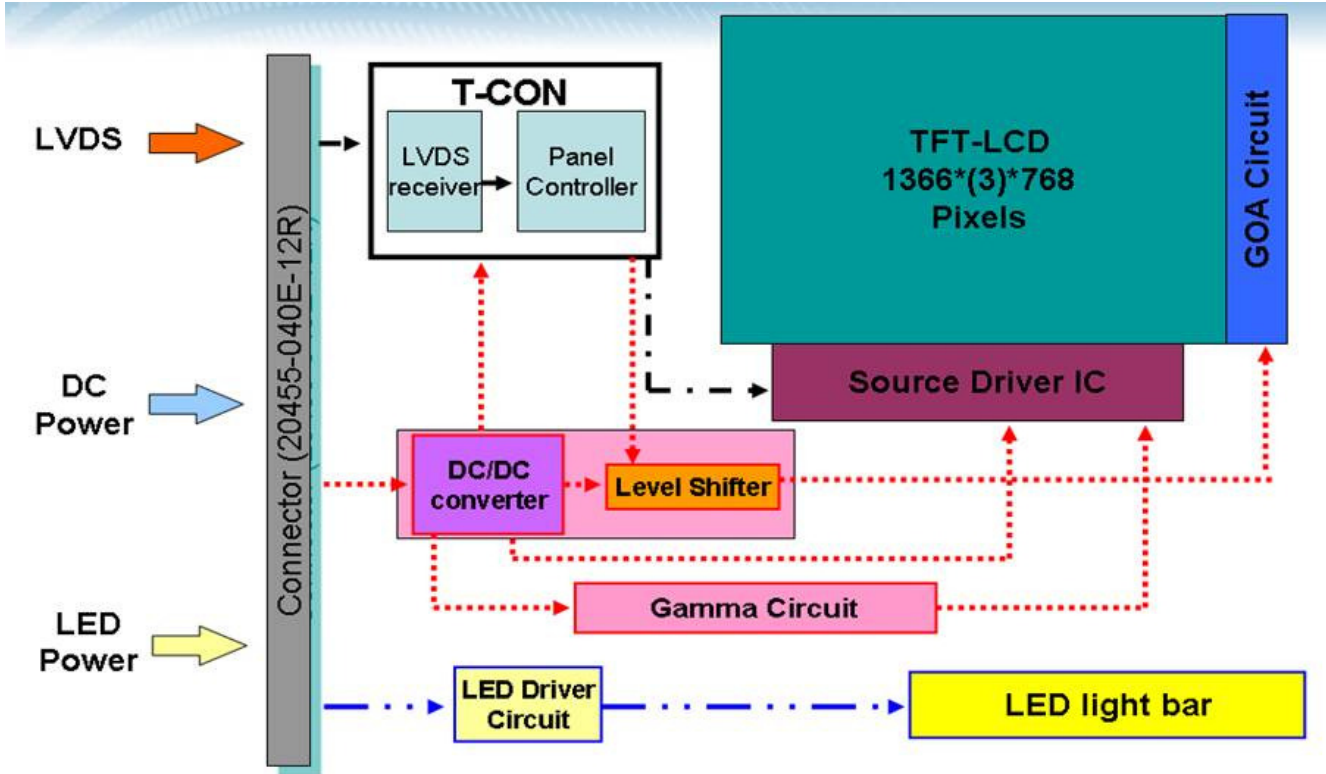 T-CON
LVDS
LVDS
receiver
Panel
Controller
TFT-LCD
1366*(3)*768
Pixels
GOA Circuit
Connector (20455-040E-12R)
DC
Power
Source Driver IC
DC/DC
converter
Level Shifter
Gamma Circuit
LED
Power
LED Driver
Circuit
LED light bar